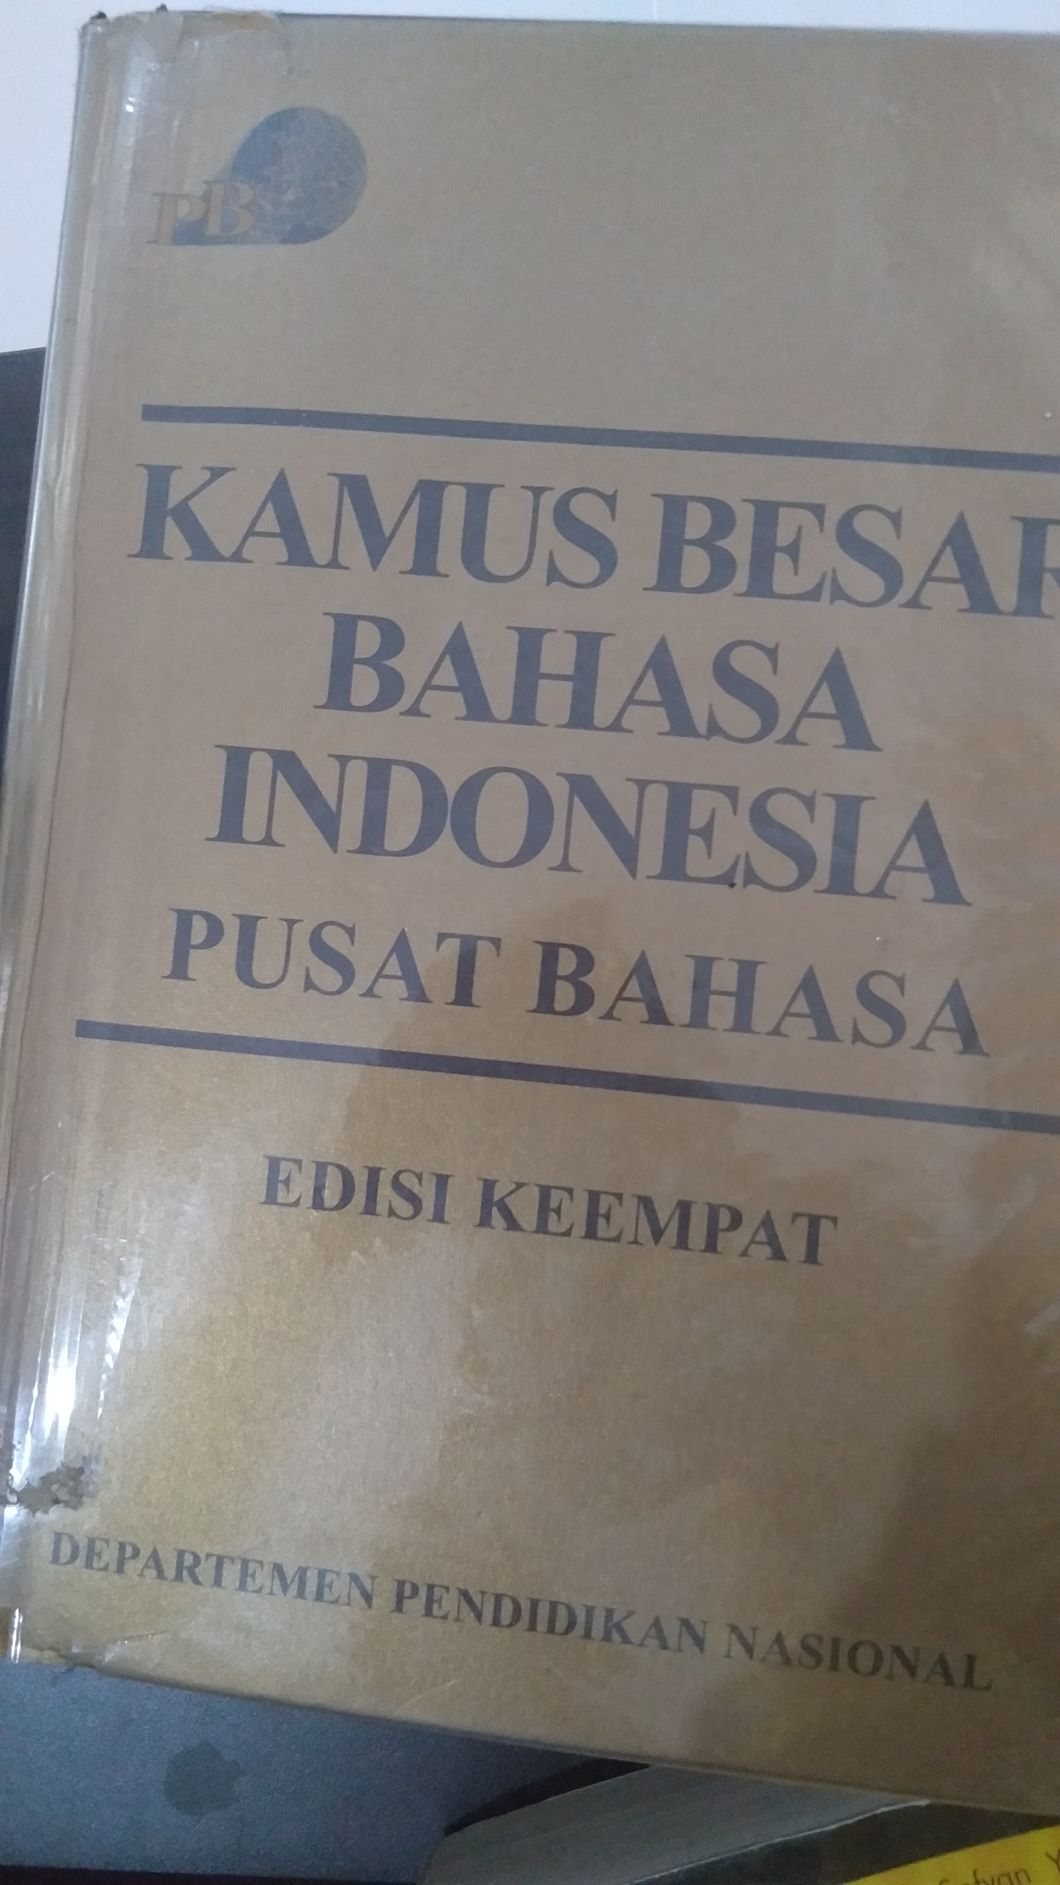 PB
KAMUS BESAR
BAHASA
INDONESIA
PUSAT BAHASA
EDISI KEEMPAT
DEPARTEMEN PENDIDIKAN NASIONAL